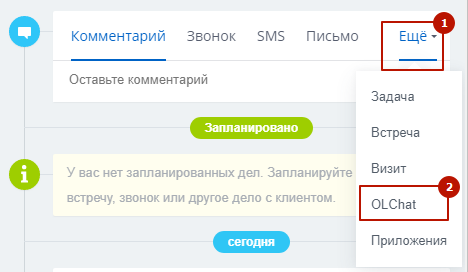 1
Комментарий Звонок SMS Письмо Ещё
Оставьте комментарий
Задача
Запланировано
Встреча
У вас нет запланированных дел. Запланируйте
Визит
встречу, звонок или другое дело с клиентом.
2
OLChat
сегодня
Приложения